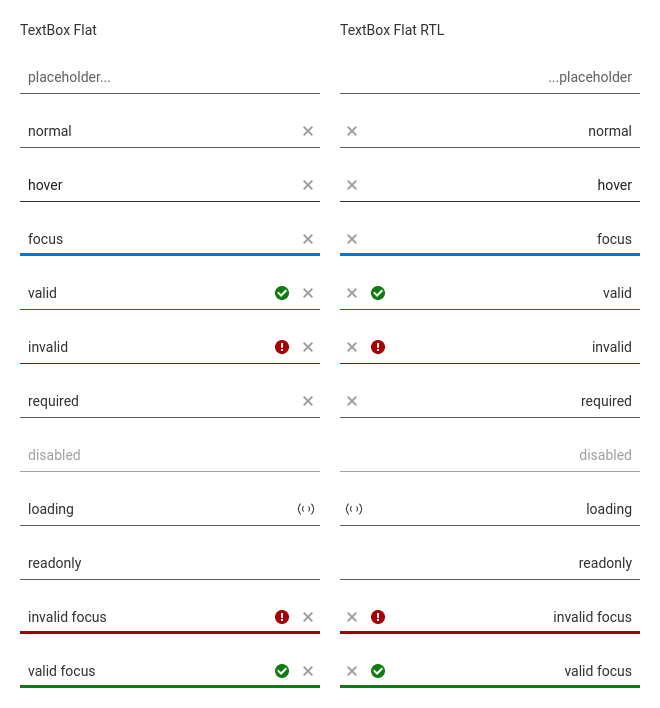 TextBox Flat
TextBox Flat RTL
placeholder...
...placeholder
normal
normal
hover
hover
focus
focus
valid
valid
invalid
invalid
required
required
disabled
disabled
loading
loading
readonly
readonly
invalid focus
invalid focus
valid focus
valid focus